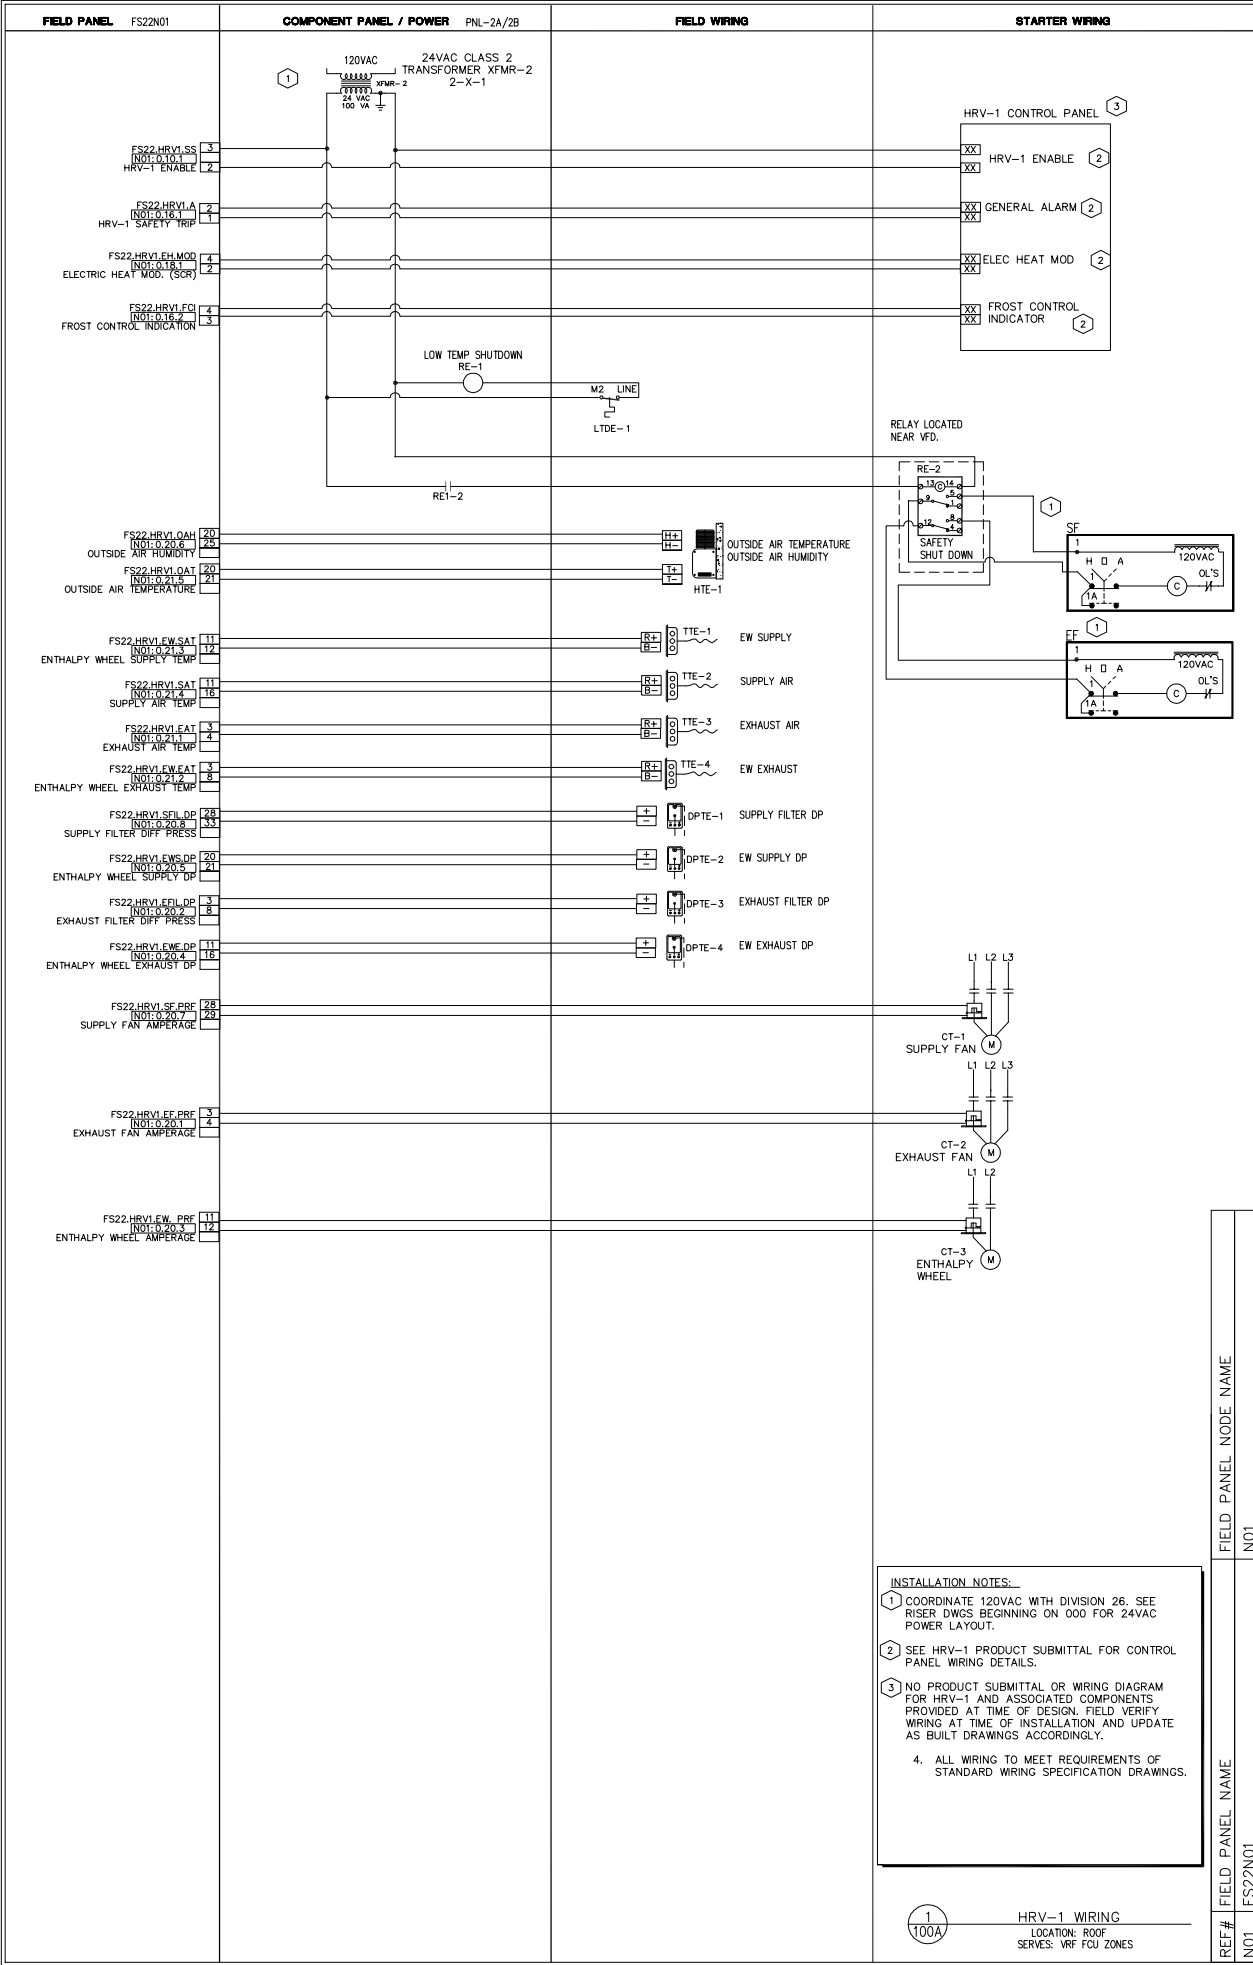 FIELD PANEL FS22N01
COMPONENT PANEL / POWER PNL-2A/2B
FIELD WIRING
STARTER WIRING
120VAC
24VAC CLASS 2
TRANSFORMER XFMR-2
2-X-1
1
XFMR-2
24 VAC
100 VA
HRV-1 CONTROL PANEL 3
FS22.HRV1.SS 3
N01:0.10.1
HRV-1 ENABLE 2
XX
HRV-1 ENABLE 2
XX
FS22.HRV1.A 2
N01:0.16.1 1
HRV-1 SAFETY TRIP
XX GENERAL ALARM 2
XX
FS22.HRV1.EH.MOD 4
N01:0.18.1 2
ELECTRIC HEAT MOD. (SCR)
XX ELEC HEAT MOD 2
XX
FS22.HRV1.FCI 4
N01:0.16.2 3
FROST CONTROL INDICATION
XX FROST CONTROL
XX INDICATOR 2
LOW TEMP SHUTDOWN
RE-1
M2 LINE
LTDE-1
RELAY LOCATED
NEAR VFD.
RE-2
13 C 14
5
9 1
8
12 4
SAFETY
SHUT DOWN
RE1-2
1
FS22.HRV1.OAH 20
N01:0.20.6 25
OUTSIDE AIR HUMIDITY
H+
H-
OUTSIDE AIR TEMPERATURE
OUTSIDE AIR HUMIDITY
FS22.HRV1.OAT 20
N01:0.21.5 21
OUTSIDE AIR TEMPERATURE
T+
T-
HTE-1
SF
1
120VAC
H O A
OL'S
1
C
1A
FS22.HRV1.EW.SAT 11
N01:0.21.3 12
ENTHALPY WHEEL SUPPLY TEMP
R+
B-
TTE-1 EW SUPPLY
EF 1
1
120VAC
H O A
OL'S
1
C
1A
FS22.HRV1.SAT 11
N01:0.21.4 16
SUPPLY AIR TEMP
R+
B-
TTE-2 SUPPLY AIR
FS22.HRV1.EAT 3
N01:0.21.1 4
EXHAUST AIR TEMP
R+
B-
TTE-3 EXHAUST AIR
FS22.HRV1.EW.EAT 3
N01:0.21.2 8
ENTHALPY WHEEL EXHAUST TEMP
R+
B-
TTE-4 EW EXHAUST
FS22.HRV1.SFIL.DP 28
N01:0.20.8 33
SUPPLY FILTER DIFF PRESS
+
-
DPTE-1 SUPPLY FILTER DP
FS22.HRV1.EWS.DP 20
N01:0.20.5 21
ENTHALPY WHEEL SUPPLY DP
+
-
DPTE-2 EW SUPPLY DP
FS22.HRV1.EFIL.DP 3
N01:0.20.2 8
EXHAUST FILTER DIFF PRESS
+
-
DPTE-3 EXHAUST FILTER DP
FS22.HRV1.EWE.DP 11
N01:0.20.4 16
ENTHALPY WHEEL EXHAUST DP
+
-
DPTE-4 EW EXHAUST DP
L1 L2 L3
FS22.HRV1.SF.PRF 28
N01:0.20.7 29
SUPPLY FAN AMPERAGE
CT-1
SUPPLY FAN M
L1 L2 L3
FS22.HRV1.EF.PRF 3
N01:0.20.1 4
EXHAUST FAN AMPERAGE
CT-2
EXHAUST FAN M
L1 L2
FS22.HRV1.EW. PRF 11
N01:0.20.3 12
ENTHALPY WHEEL AMPERAGE
CT-3
ENTHALPY M
WHEEL
INSTALLATION NOTES:
1 COORDINATE 120VAC WITH DIVISION 26. SEE
RISER DWGS BEGINNING ON 000 FOR 24VAC
POWER LAYOUT.
2 SEE HRV-1 PRODUCT SUBMITTAL FOR CONTROL
PANEL WIRING DETAILS.
3 NO PRODUCT SUBMITTAL OR WIRING DIAGRAM
FOR HRV-1 AND ASSOCIATED COMPONENTS
PROVIDED AT TIME OF DESIGN. FIELD VERIFY
WIRING AT TIME OF INSTALLATION AND UPDATE
AS BUILT DRAWINGS ACCORDINGLY.
4. ALL WIRING TO MEET REQUIREMENTS OF
STANDARD WIRING SPECIFICATION DRAWINGS.
1
100A
HRV-1 WIRING
LOCATION: ROOF
SERVES: VRF FCU ZONES
REF# FIELD PANEL NAME FIELD PANEL NODE NAME
N01 FS22N01 N01